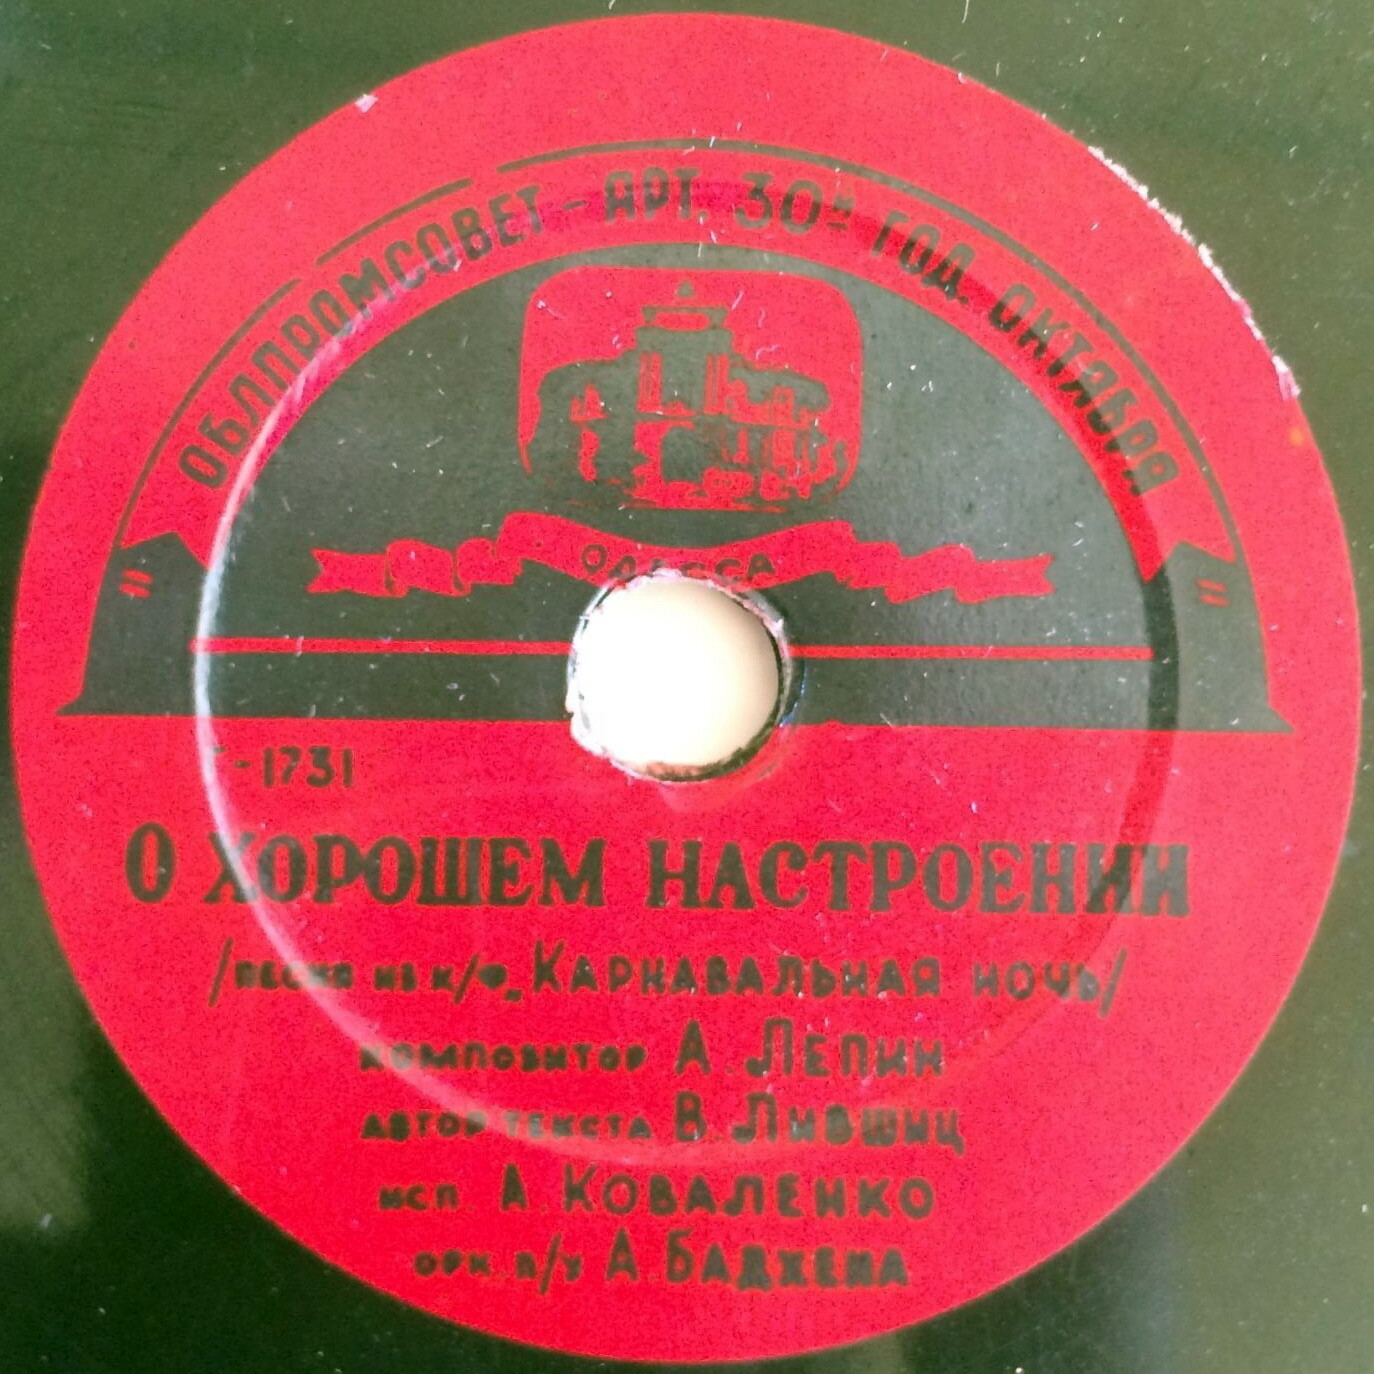 ОБЛПРОМСОВЕТ – АРТ. 30й ГОД. ОКТЯБРЯ
ОДЕССА
-1731
О ХОРОШЕМ НАСТРОЕНИИ
/ПЕСНЯ ИЗ К/Ф „КАРНАВАЛЬНАЯ НОЧЬ/
КОМПОЗИТОР А. ЛЕПИН
АВТОР ТЕКСТА В. ЛИВШИЦ
ИСП. А. КОВАЛЕНКО
ОРК. П/У А. БАДХЕНА